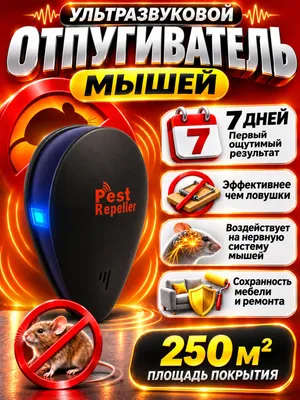 УЛЬТРАЗВУКОВОЙ
ОТПУГИВАТЕЛЬ
МЫШЕЙ
7 ДНЕЙ
Первый
ощутимый
результат
7
Эффективнее
чем ловушки
Воздействует
на нервную
систему
мышей
Сохранность
мебели
и ремонта
Pest
Repeller
250 м²
ПЛОЩАДЬ ПОКРЫТИЯ